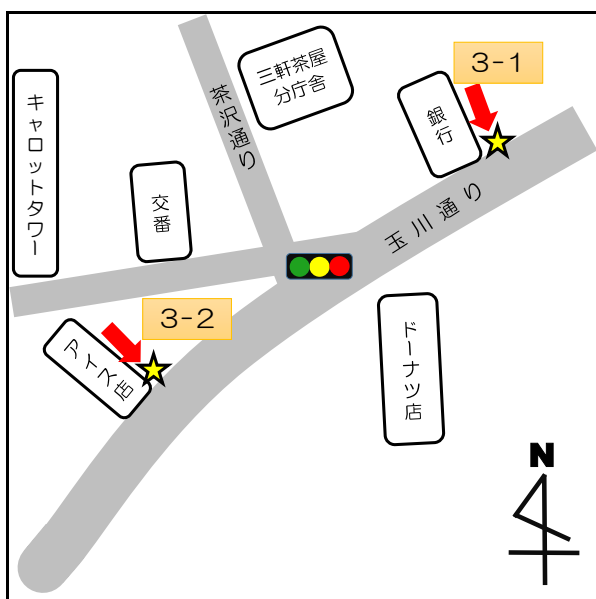 三軒茶屋
分庁舎
3-1
銀行
茶沢通り
キャロットタワー
交番
玉川通り
3-2
アイス店
ドーナツ店
N